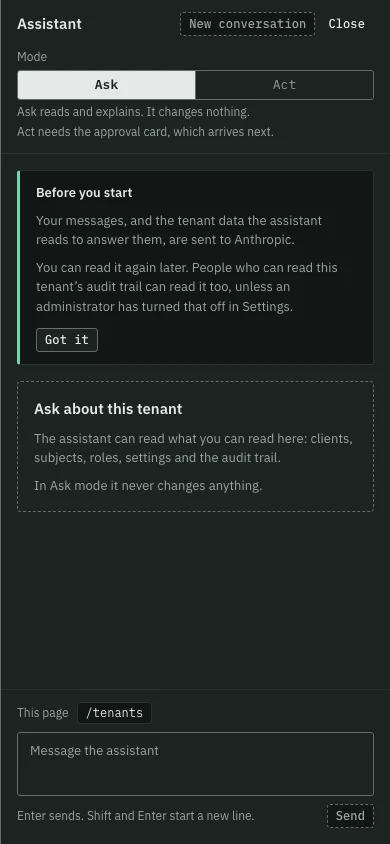 Assistant
New conversation
Close
Mode
Ask
Act
Ask reads and explains. It changes nothing.
Act needs the approval card, which arrives next.
Before you start
Your messages, and the tenant data the assistant
reads to answer them, are sent to Anthropic.
You can read it again later. People who can read this
tenant’s audit trail can read it too, unless an
administrator has turned that off in Settings.
Got it
Ask about this tenant
The assistant can read what you can read here: clients,
subjects, roles, settings and the audit trail.
In Ask mode it never changes anything.
This page
/tenants
Message the assistant
Enter sends. Shift and Enter start a new line.
Send